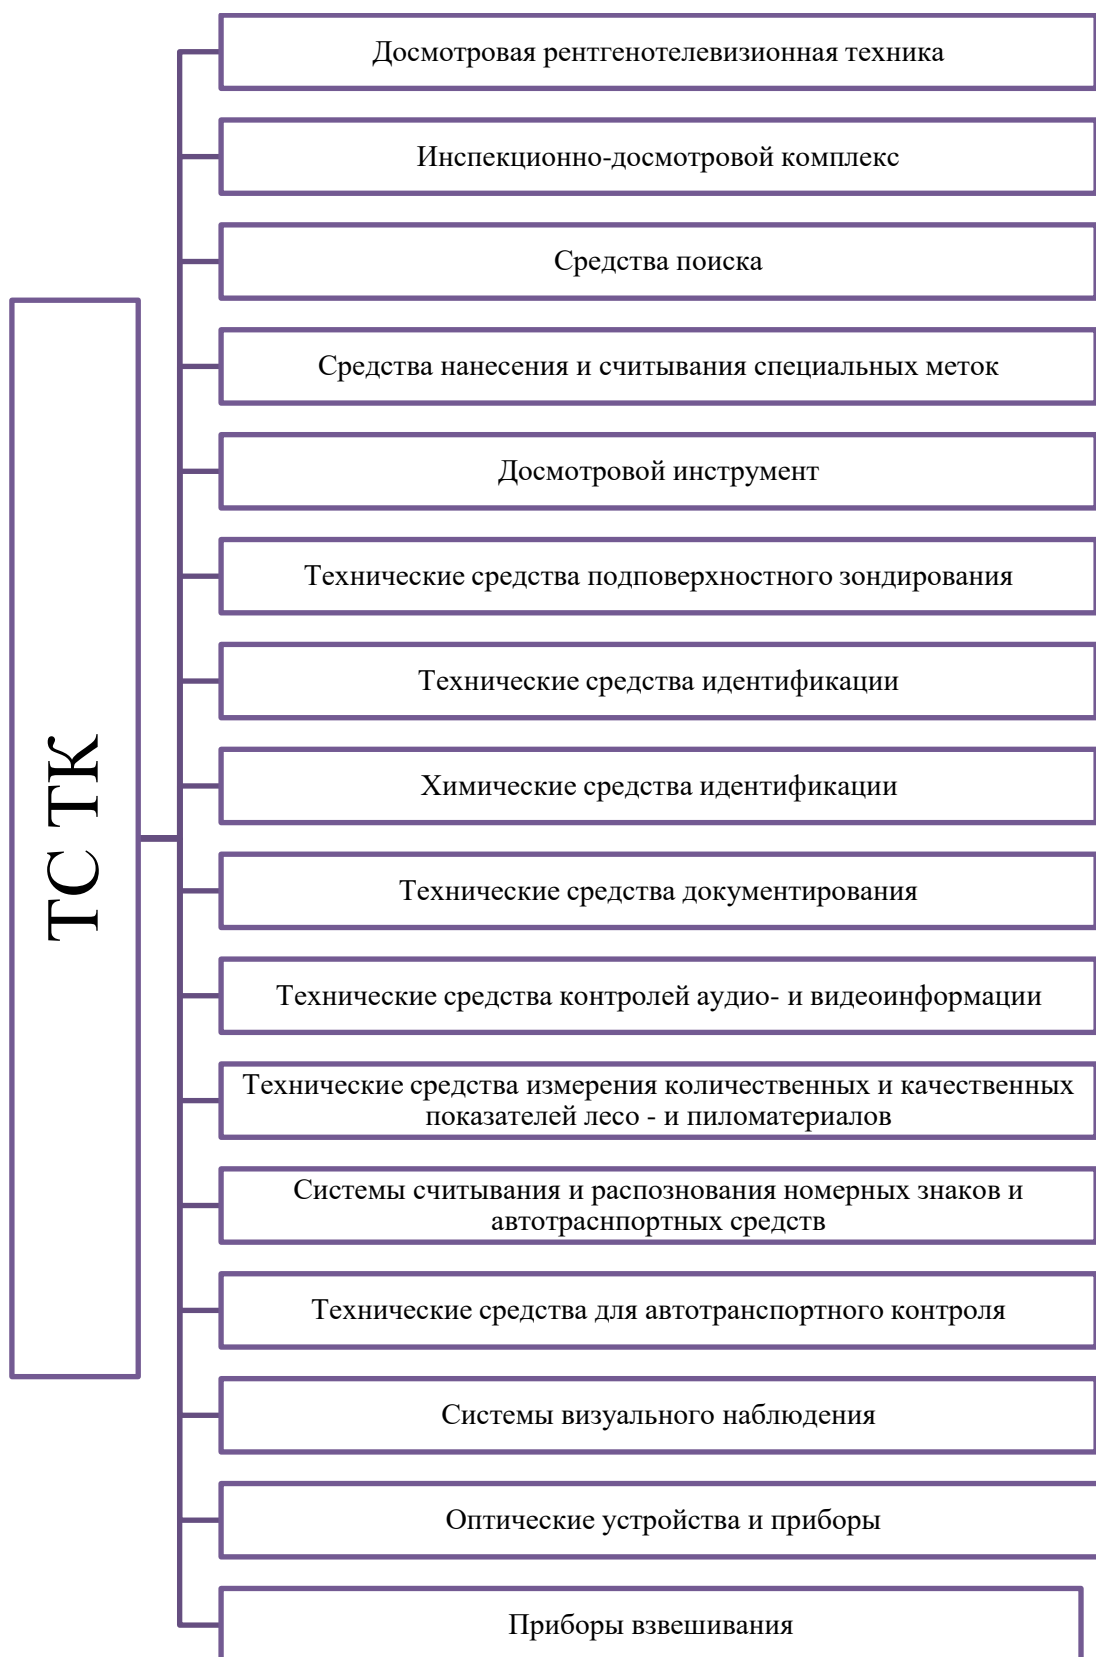 ТС ТК
Досмотровая рентгенотелевизионная техника
Инспекционно-досмотровой комплекс
Средства поиска
Средства нанесения и считывания специальных меток
Досмотровой инструмент
Технические средства подповерхностного зондирования
Технические средства идентификации
Химические средства идентификации
Технические средства документирования
Технические средства контролей аудио- и видеоинформации
Технические средства измерения количественных и качественных
показателей лесо - и пиломатериалов
Системы считывания и распознования номерных знаков и
автотраснпортных средств
Технические средства для автотранспортного контроля
Системы визуального наблюдения
Оптические устройства и приборы
Приборы взвешивания